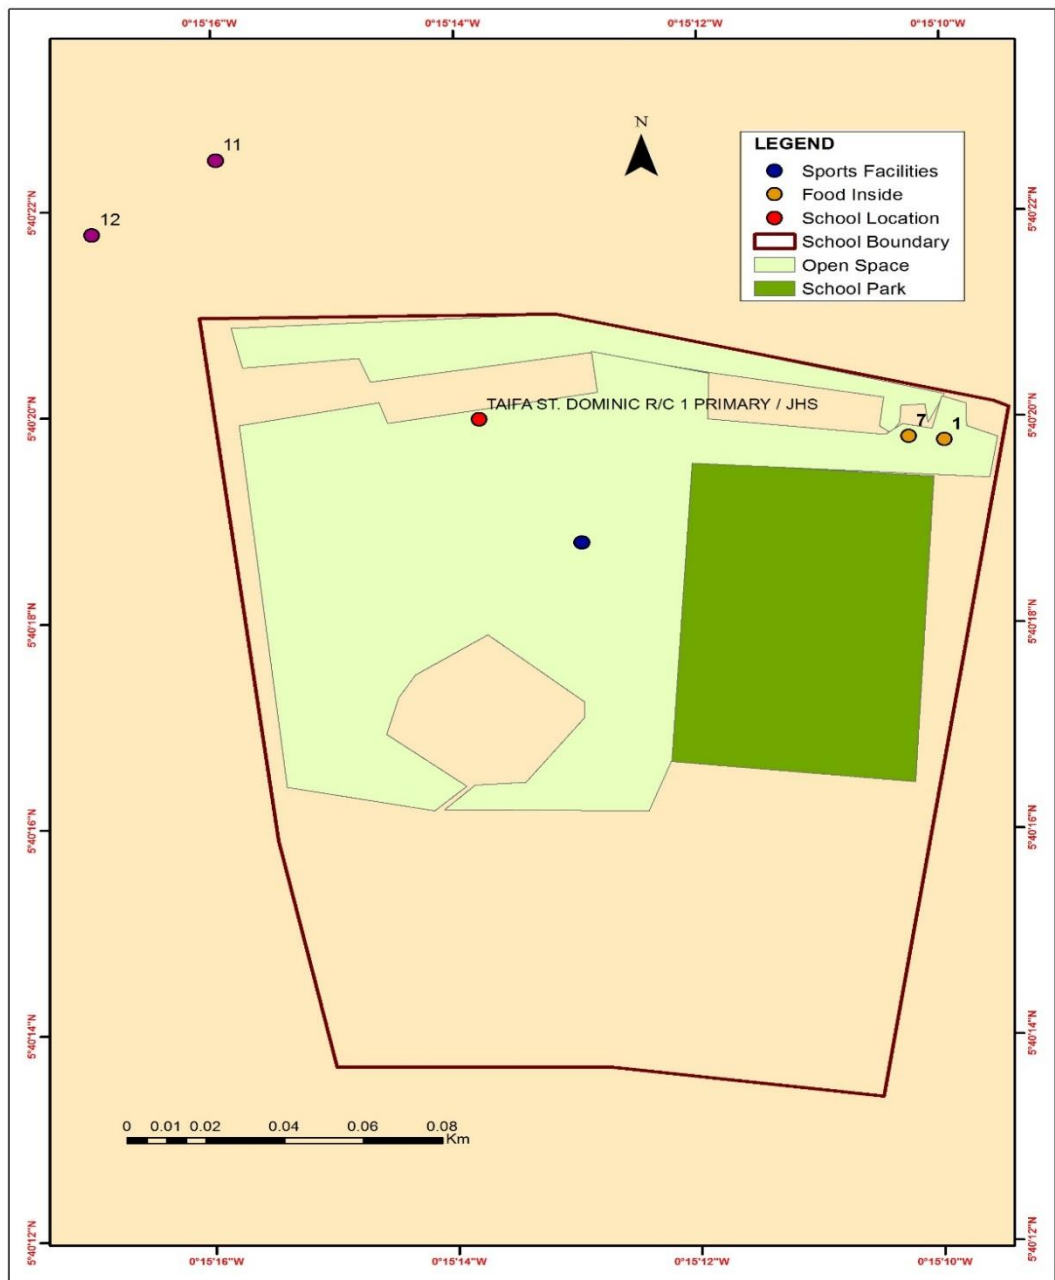 0°15'16"W 0°15'14"W 0°15'12"W 0°15'10"W
11
N
LEGEND
Sports Facilities
Food Inside
School Location
School Boundary
Open Space
School Park
5°40'22"N 5°40'22"N
12
TAIFA ST. DOMINIC R/C 1 PRIMARY / JHS
5°40'20"N 5°40'20"N
7 1
5°40'18"N 5°40'18"N
5°40'16"N 5°40'16"N
5°40'14"N 5°40'14"N
0 0.01 0.02 0.04 0.06 0.08
Km
5°40'12"N 5°40'12"N
0°15'16"W 0°15'14"W 0°15'12"W 0°15'10"W